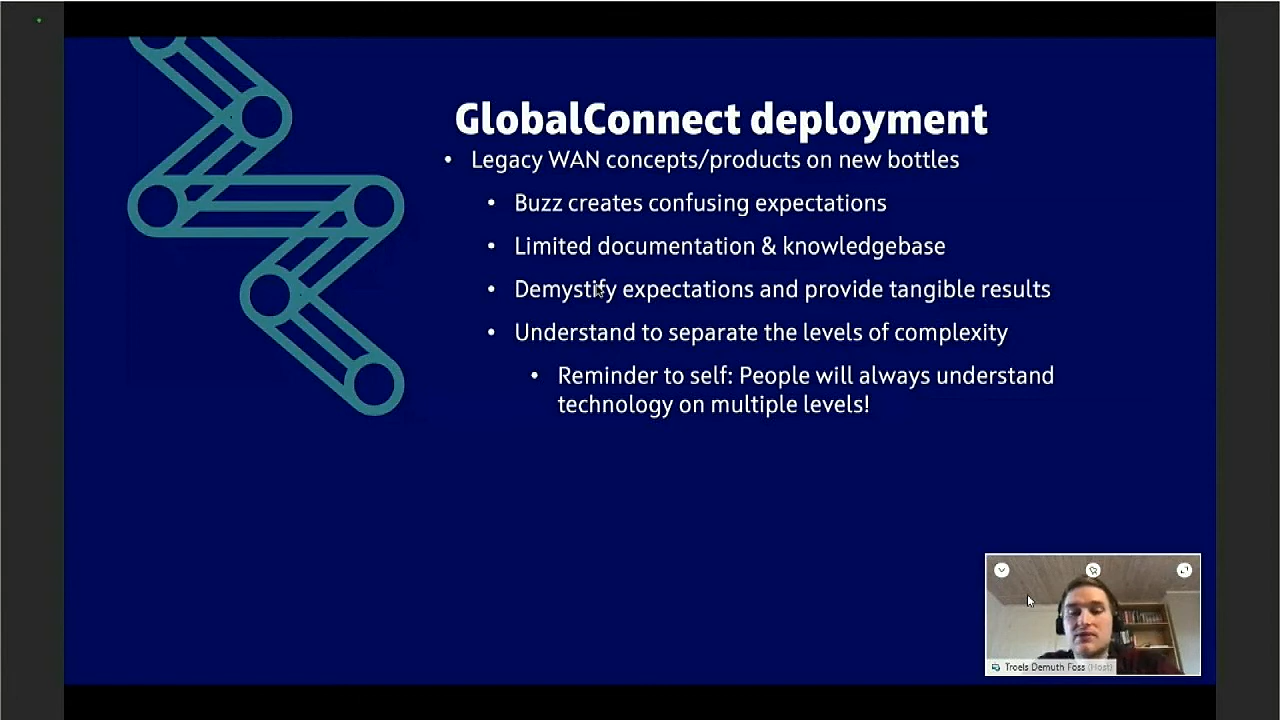 GlobalConnect deployment
• Legacy WAN concepts/products on new bottles
• Buzz creates confusing expectations
• Limited documentation & knowledgebase
• Demystify expectations and provide tangible results
• Understand to separate the levels of complexity
• Reminder to self: People will always understand
technology on multiple levels!
Troels Demuth Foss (Host)